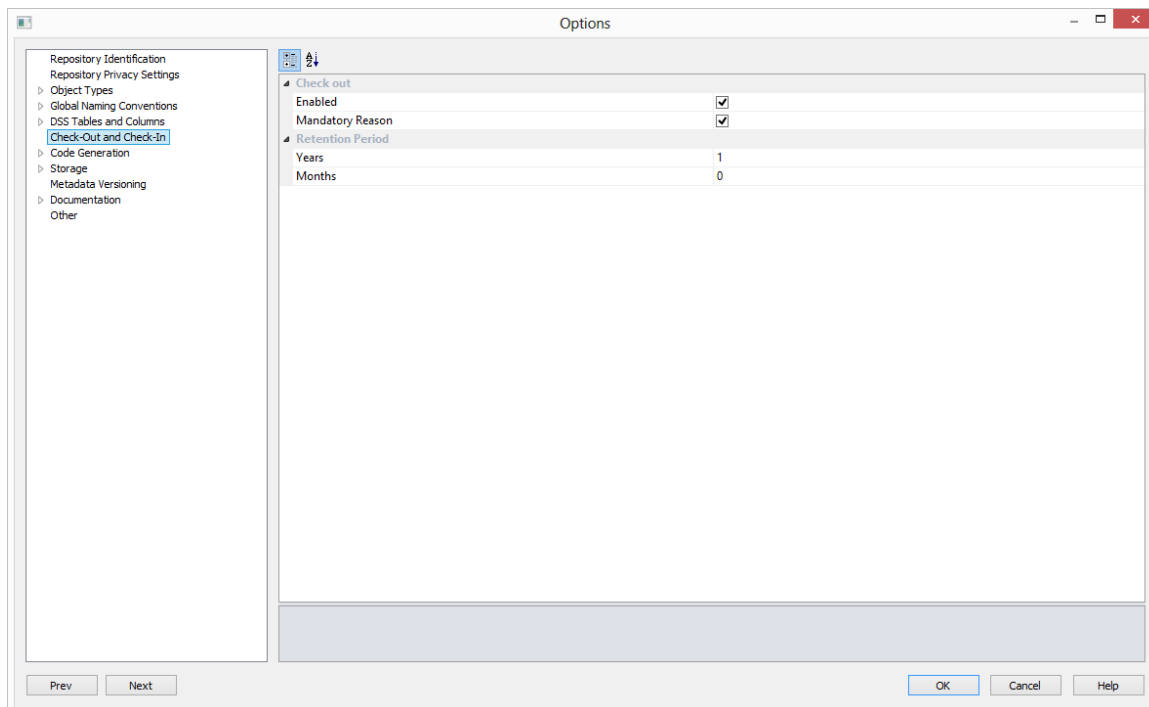 Options
Repository Identification
Repository Privacy Settings
Object Types
Global Naming Conventions
DSS Tables and Columns
Check-Out and Check-In
Code Generation
Storage
Metadata Versioning
Documentation
Other
Check out
Enabled
Mandatory Reason
Retention Period
Years 1
Months 0
Prev Next OK Cancel Help